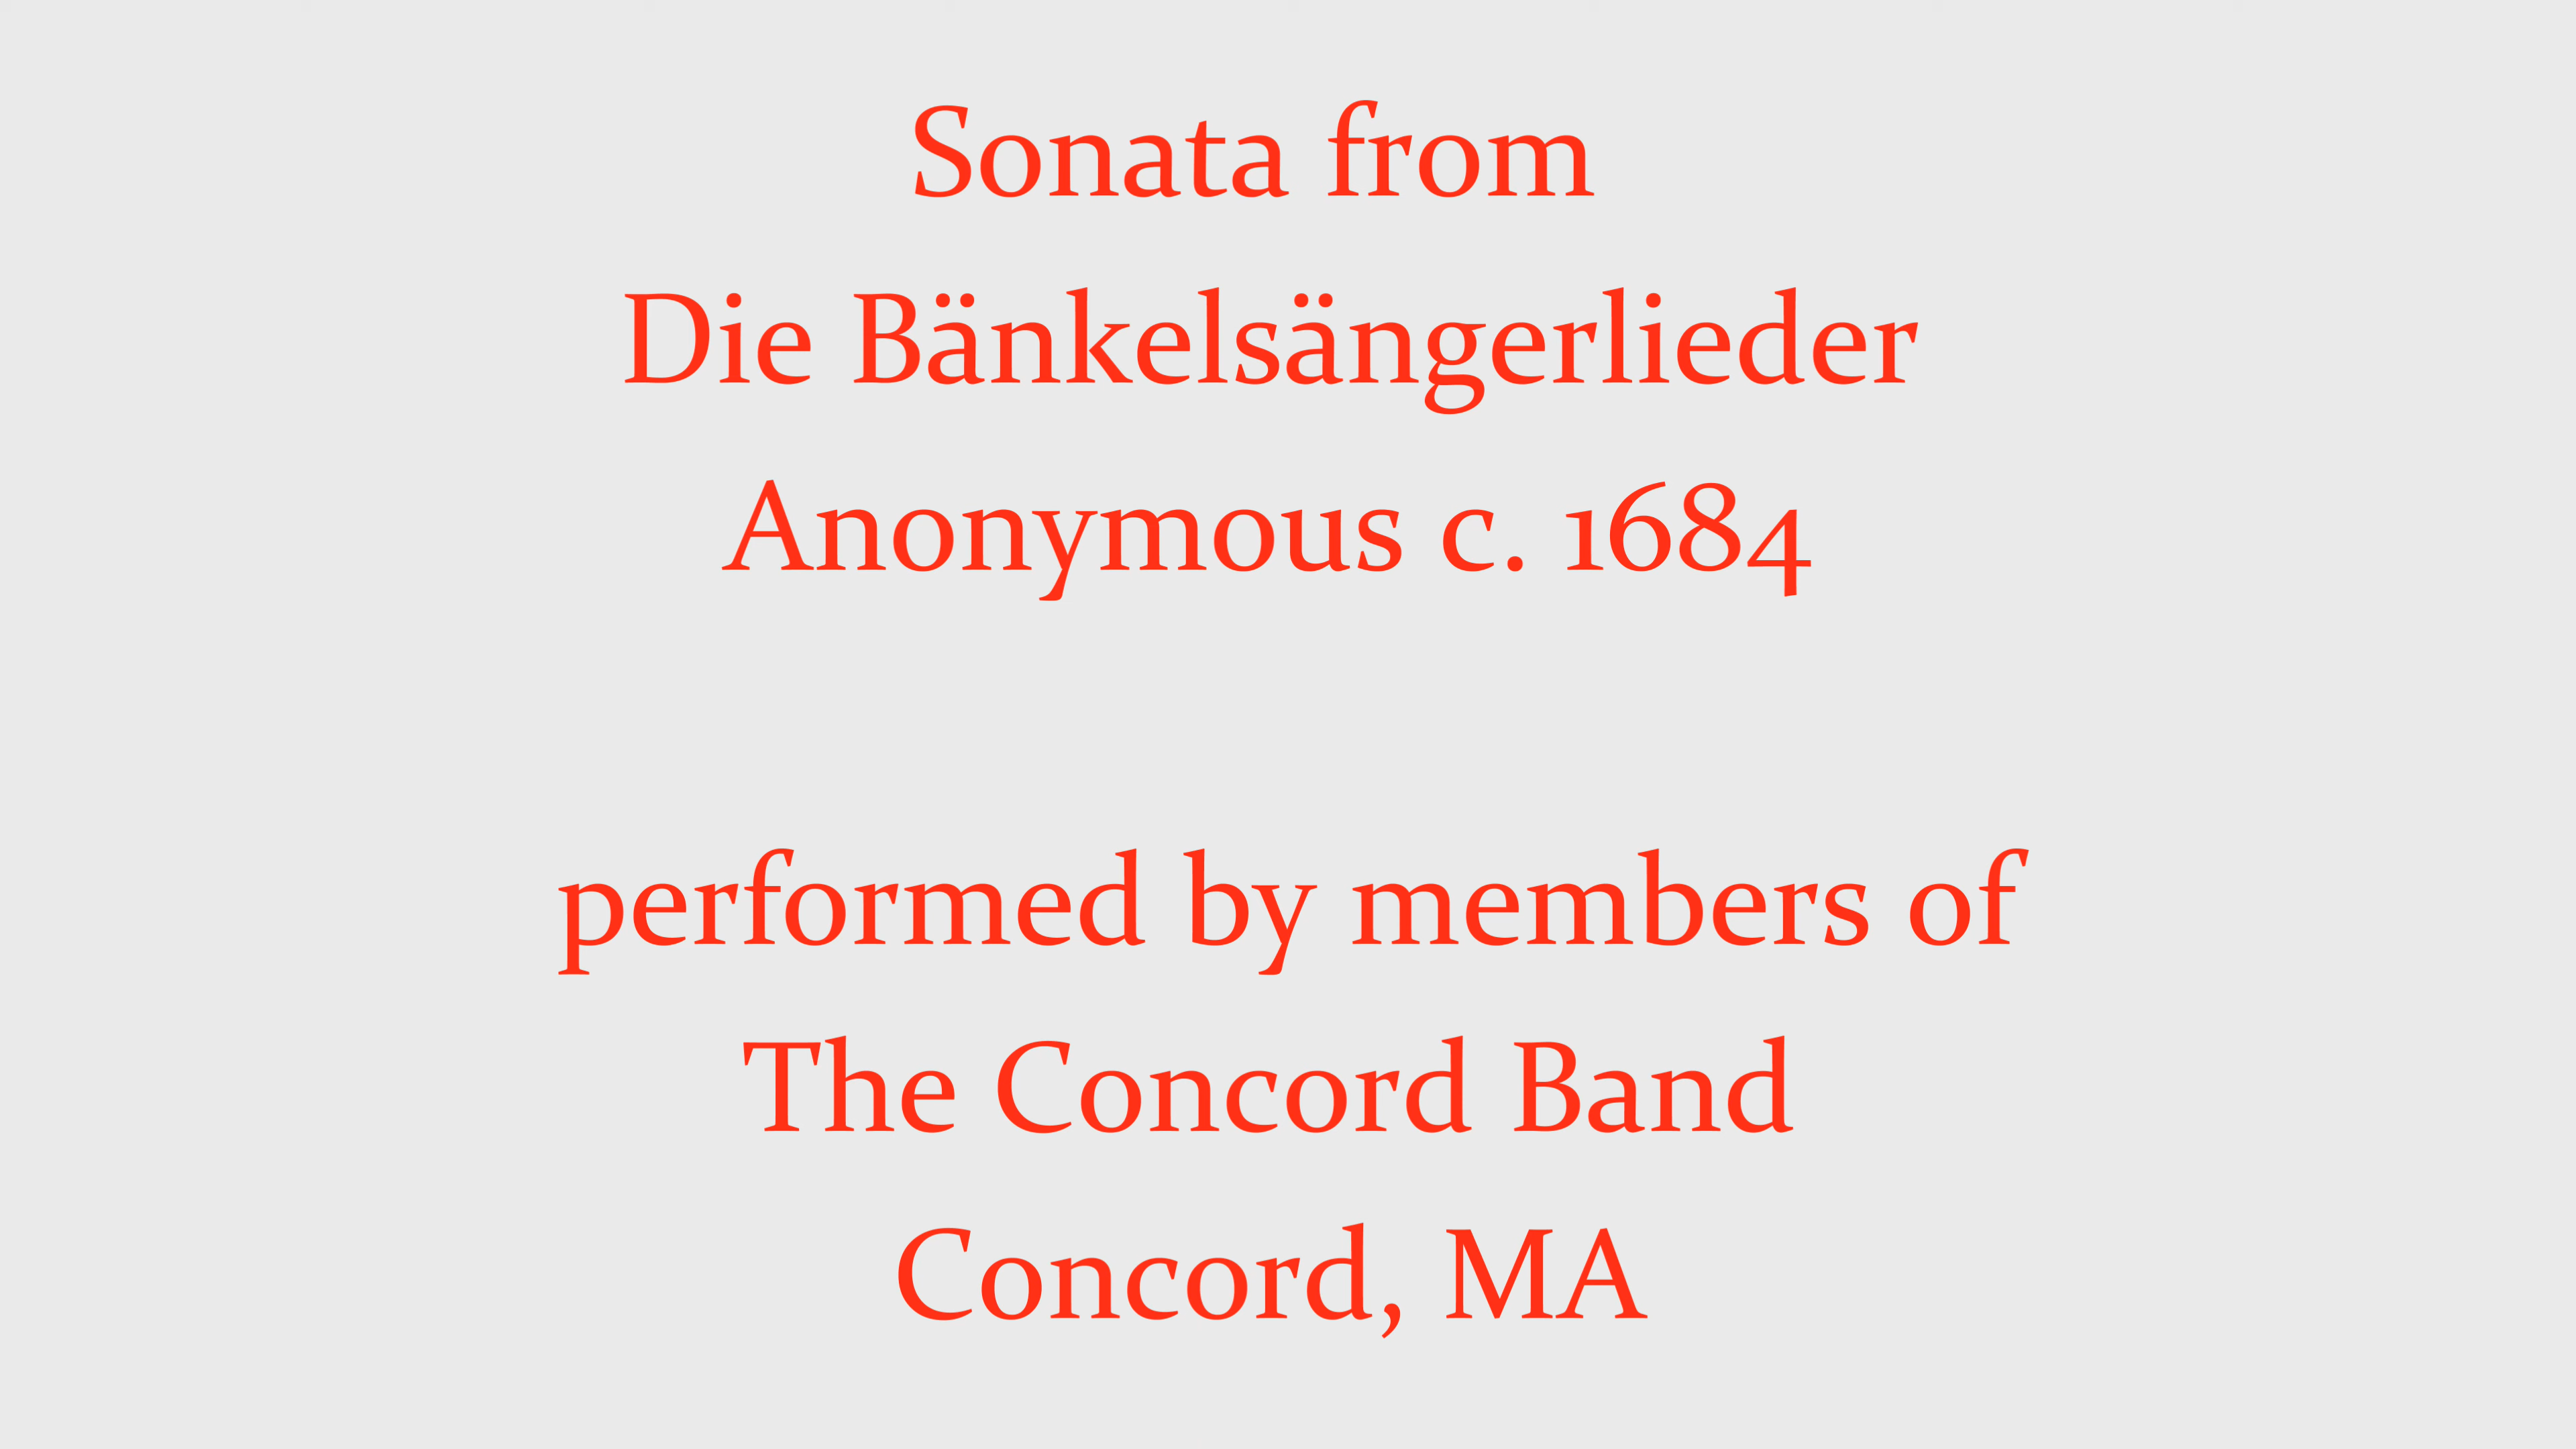 Sonata from
Die Bänkelsängerlieder
Anonymous c. 1684
performed by members of
The Concord Band
Concord, MA